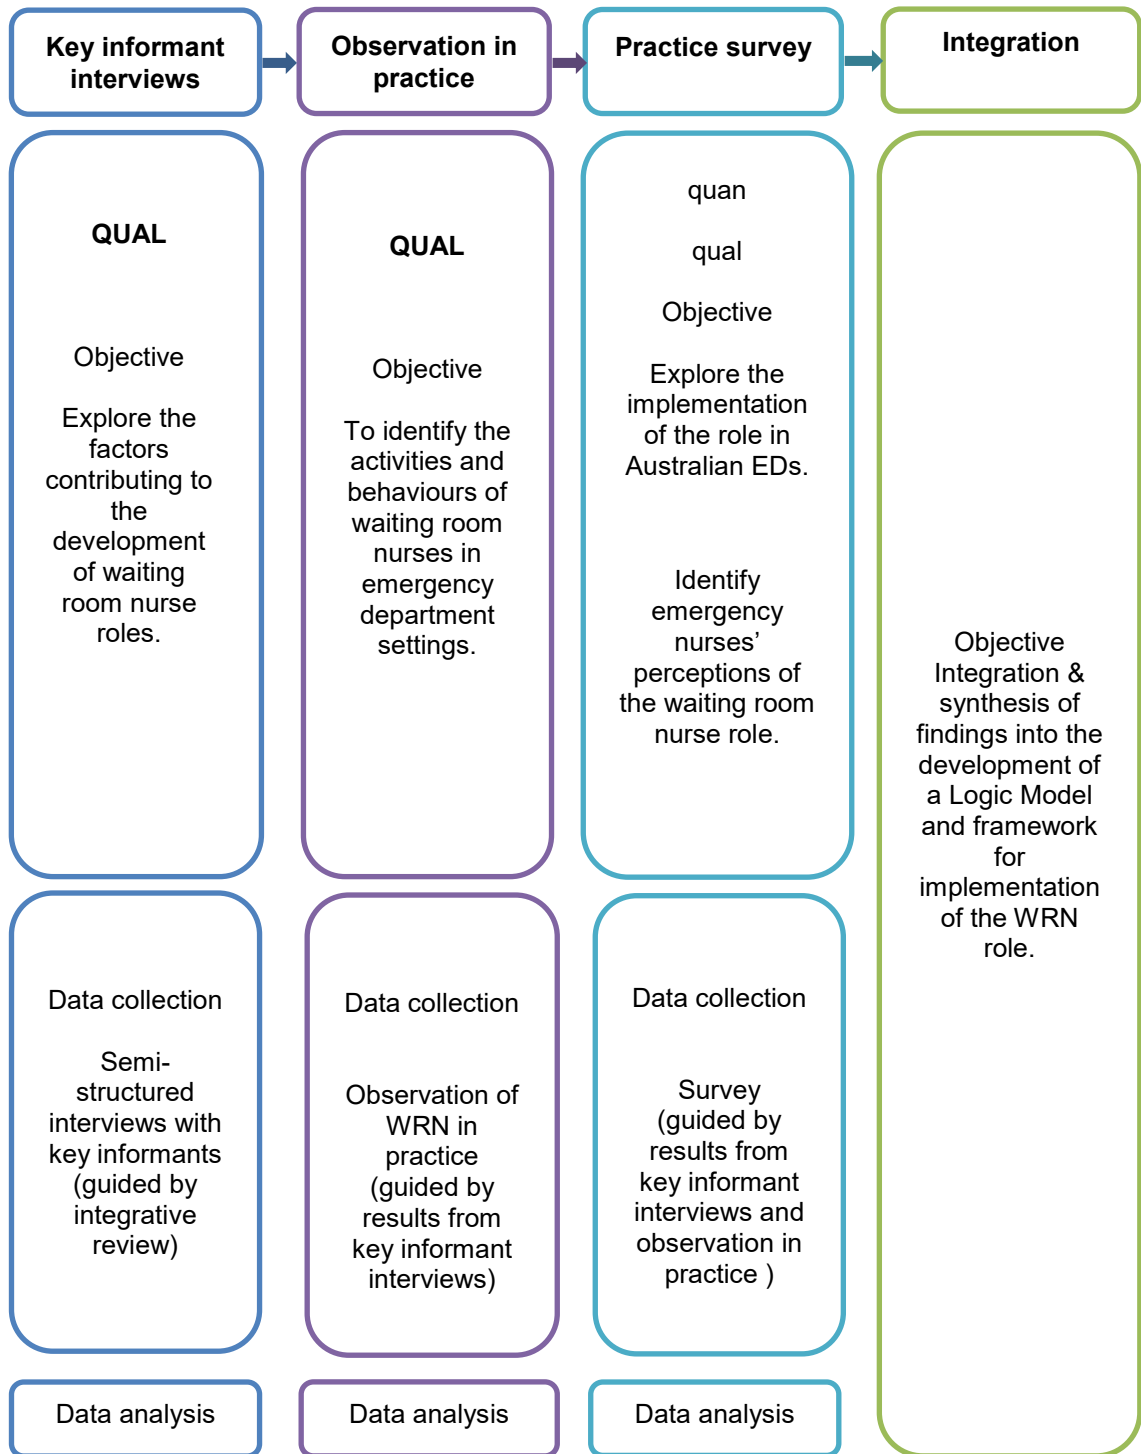 Key informant
interviews
Observation in
practice
Practice survey
Integration
QUAL
Objective
Explore the
factors
contributing to
the
development
of waiting
room nurse
roles.
QUAL
Objective
To identify the
activities and
behaviours of
waiting room
nurses in
emergency
department
settings.
quan
qual
Objective
Explore the
implementation
of the role in
Australian EDs.
Identify
emergency
nurses’
perceptions of
the waiting room
nurse role.
Objective
Integration &
synthesis of
findings into the
development of
a Logic Model
and framework
for
implementation
of the WRN
role.
Data collection
Semi-
structured
interviews with
key informants
(guided by
integrative
review)
Data collection
Observation of
WRN in
practice
(guided by
results from
key informant
interviews)
Data collection
Survey
(guided by
results from
key informant
interviews and
observation in
practice )
Data analysis
Data analysis
Data analysis